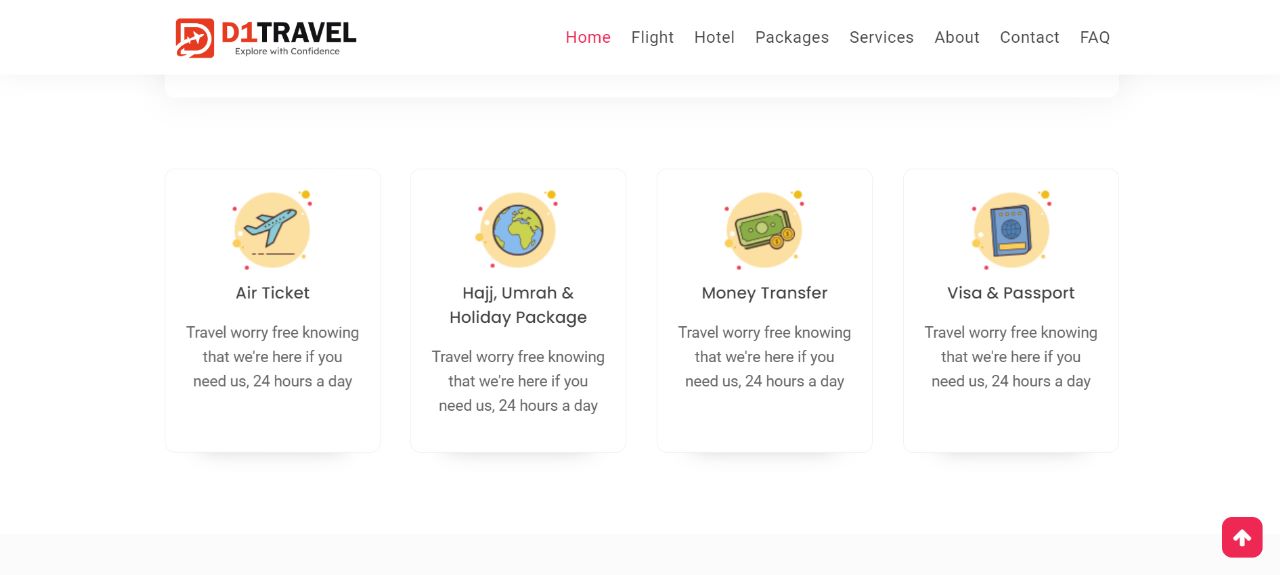 D1TRAVEL
Explore with Confidence
Home Flight Hotel Packages Services About Contact FAQ
Air Ticket
Travel worry free knowing
that we're here if you
need us, 24 hours a day
Hajj, Umrah &
Holiday Package
Travel worry free knowing
that we're here if you
need us, 24 hours a day
Money Transfer
Travel worry free knowing
that we're here if you
need us, 24 hours a day
Visa & Passport
Travel worry free knowing
that we're here if you
need us, 24 hours a day